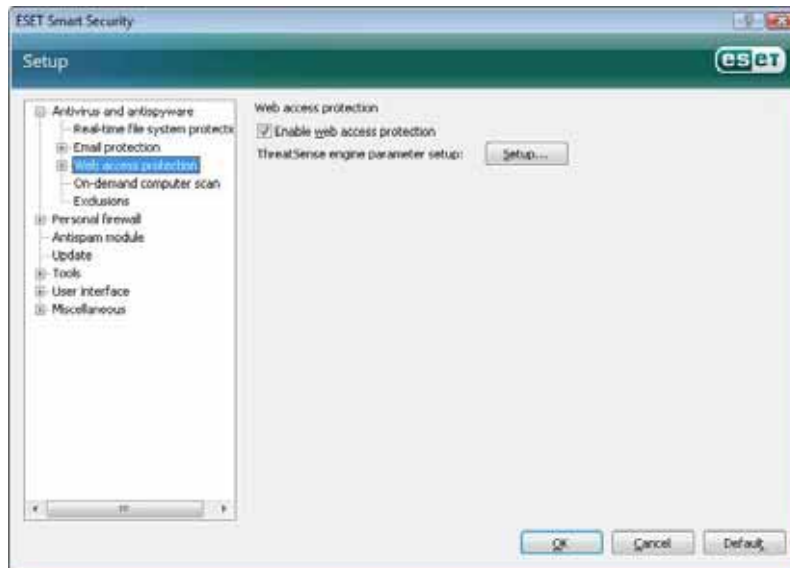 ESET Smart Security
Setup
eset
Antivirus and antispyware
Real-time file system protectio
Email protection
Web access protection
On-demand computer scan
Exclusions
Personal firewall
Antispam module
Update
Tools
User interface
Miscellaneous
Web access protection
Enable web access protection
ThreatSense engine parameter setup:
Setup...
OK
Cancel
Default